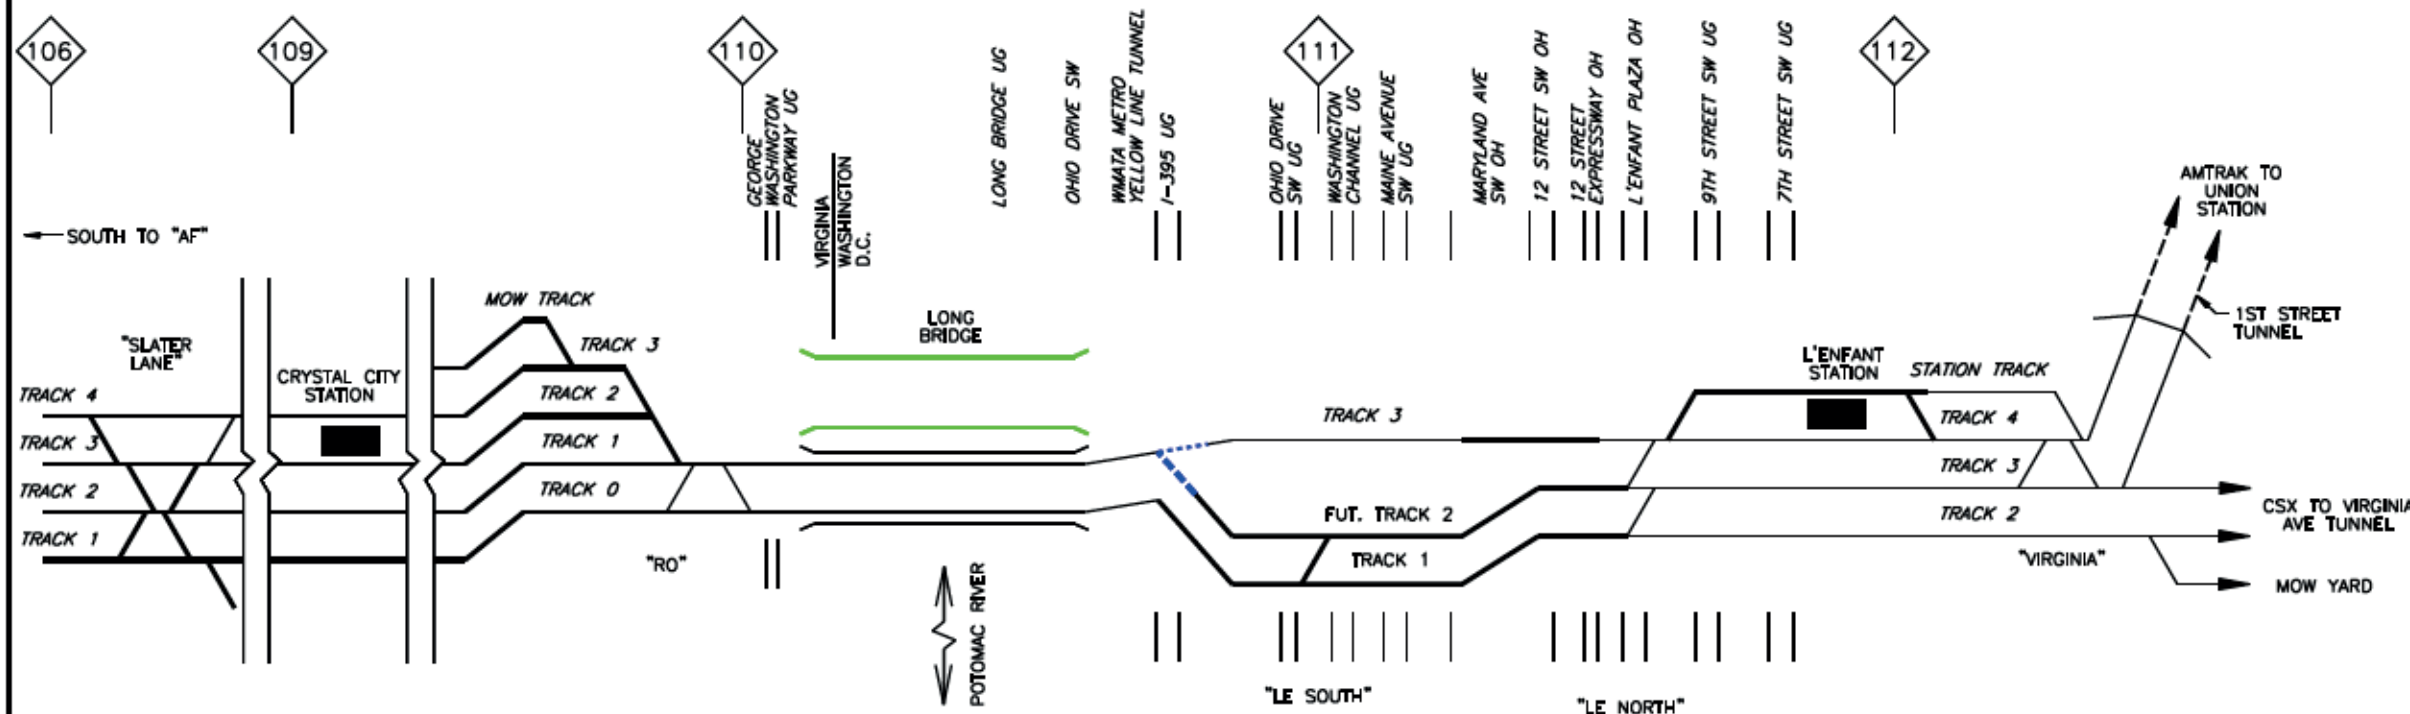 106
109
110
111
112
GEORGE
WASHINGTON
PARKWAY UG
LONG BRIDGE UG
OHIO DRIVE SW
WMATA METRO
YELLOW LINE TUNNEL
I-395 UG
OHIO DRIVE
SW UG
WASHINGTON
CHANNEL UG
MAINE AVENUE
SW UG
MARYLAND AVE
SW OH
12 STREET SW OH
12 STREET
EXPRESSWAY OH
L'ENFANT PLAZA OH
9TH STREET SW UG
7TH STREET SW UG
AMTRAK TO
UNION
STATION
SOUTH TO "AF"
VIRGINIA
WASHINGTON
D.C.
MOW TRACK
LONG
BRIDGE
1ST STREET
TUNNEL
"SLATER
LANE"
TRACK 3
L'ENFANT
STATION
STATION TRACK
CRYSTAL CITY
STATION
TRACK 4
TRACK 2
TRACK 3
TRACK 4
TRACK 3
TRACK 1
TRACK 3
TRACK 2
TRACK 0
FUT. TRACK 2
TRACK 2
CSX TO VIRGINIA
AVE TUNNEL
TRACK 1
"RO"
TRACK 1
"VIRGINIA"
MOW YARD
POTOMAC RIVER
"LE SOUTH"
"LE NORTH"